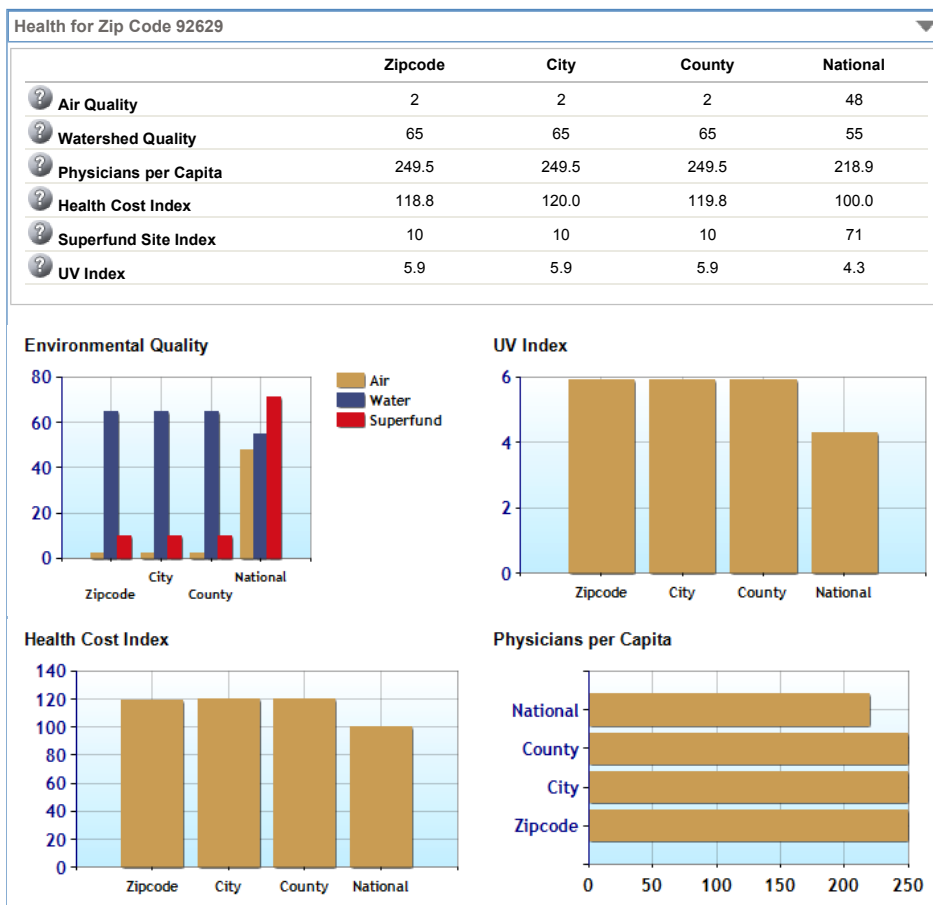 Health for Zip Code 92629
Zipcode City County National
? Air Quality 2 2 2 48
? Watershed Quality 65 65 65 55
? Physicians per Capita 249.5 249.5 249.5 218.9
? Health Cost Index 118.8 120.0 119.8 100.0
? Superfund Site Index 10 10 10 71
? UV Index 5.9 5.9 5.9 4.3
Environmental Quality
80
60
40
20
0
Zipcode
City
County
National
Air
Water
Superfund
UV Index
6
4
2
0
Zipcode City County National
Health Cost Index
140
120
100
80
60
40
20
0
Zipcode City County National
Physicians per Capita
National
County
City
Zipcode
0 50 100 150 200 250